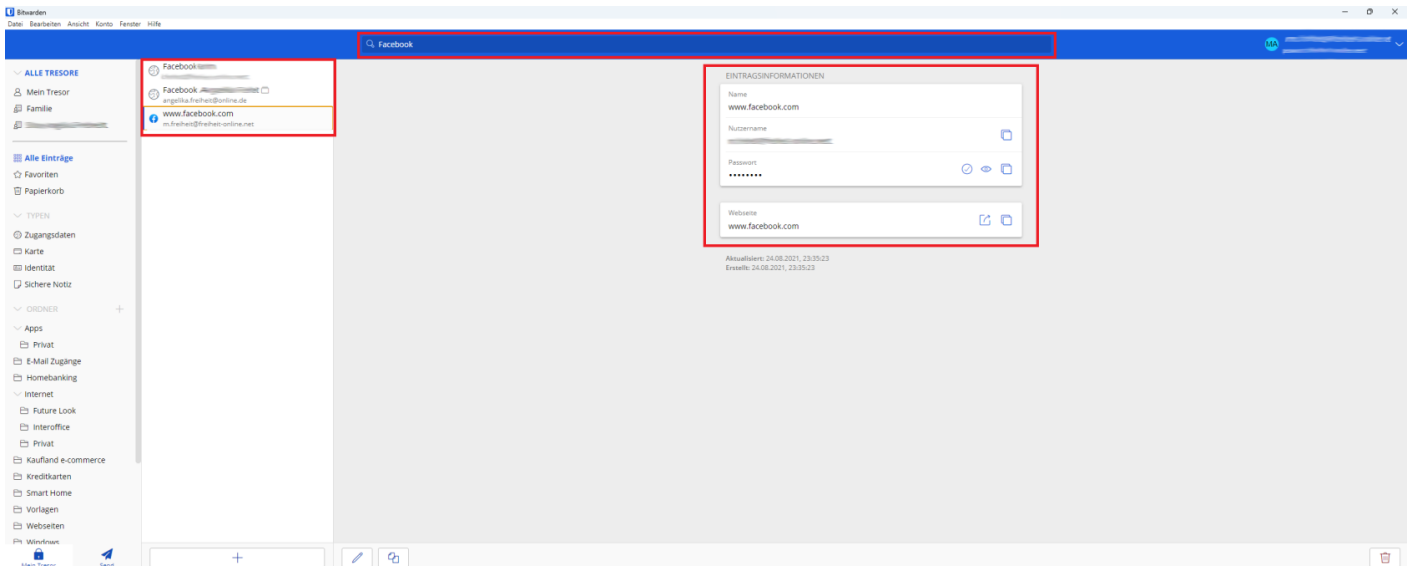 Bitwarden
Datei Bearbeiten Ansicht Konto Fenster Hilfe
Facebook
MA
ALLE TRESORE
Mein Tresor
Familie
Alle Einträge
Favoriten
Papierkorb
TYPEN
Zugangsdaten
Karte
Identität
Sichere Notiz
ORDNER
Apps
Privat
E-Mail Zugänge
Homebanking
Internet
Future Look
Interoffice
Privat
Kaufland e-commerce
Kreditkarten
Smart Home
Vorlagen
Webseiten
Windows
Mein Tresor
Send
Facebook
Facebook
angelika.freiheit@online.de
www.facebook.com
m.freiheit@freiheit-online.net
EINTRAGSINFORMATIONEN
Name
www.facebook.com
Nutzername
Passwort
••••••••
Webseite
www.facebook.com
Aktualisiert: 24.08.2021, 23:35:23
Erstellt: 24.08.2021, 23:35:23